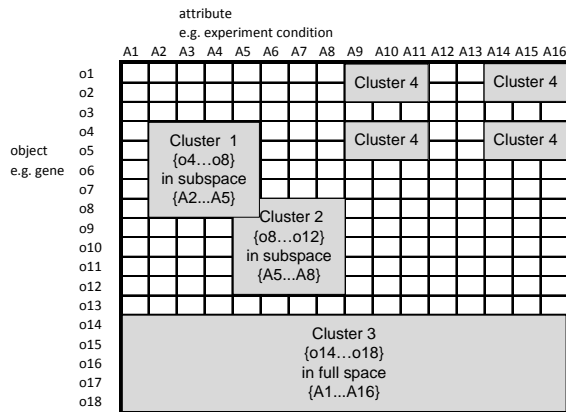 attribute
e.g. experiment condition
A1 A2 A3 A4 A5 A6 A7 A8 A9 A10 A11 A12 A13 A14 A15 A16
o1
o2
o3
o4
o5
o6
o7
o8
o9
o10
o11
o12
o13
o14
o15
o16
o17
o18
object
e.g. gene
Cluster 4
Cluster 4
Cluster 4
Cluster 4
Cluster 1
{o4...o8}
in subspace
{A2...A5}
Cluster 2
{o8...o12}
in subspace
{A5...A8}
Cluster 3
{o14...o18}
in full space
{A1...A16}